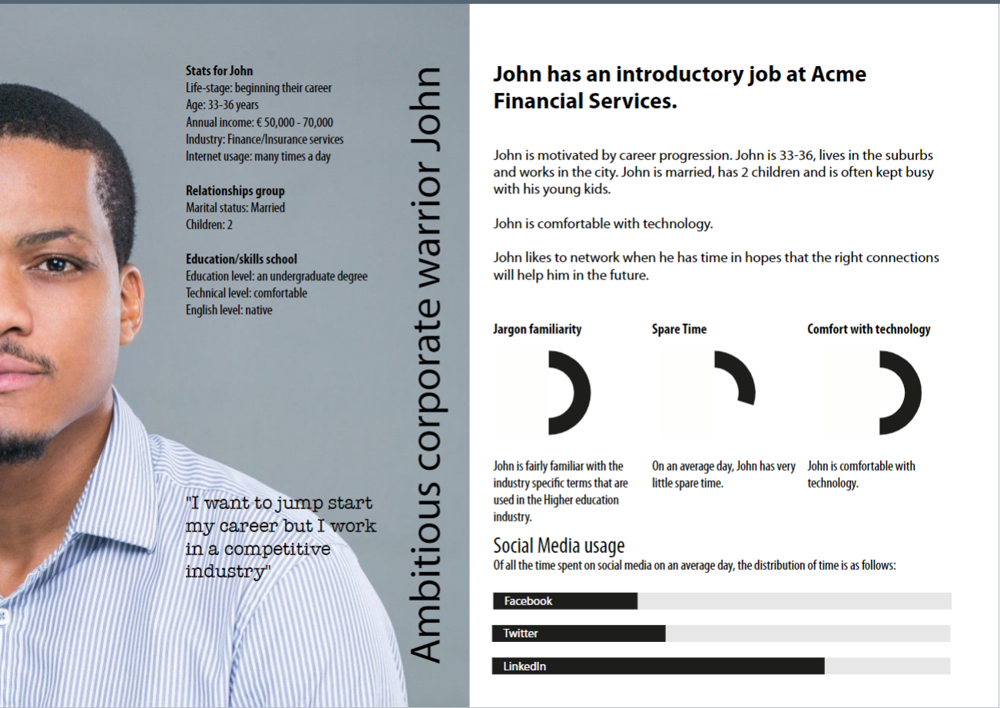 Stats for John
Life-stage: beginning their career
Age: 33-36 years
Annual income: € 50,000 - 70,000
Industry: Finance/Insurance services
Internet usage: many times a day
Relationships group
Marital status: Married
Children: 2
Education/skills school
Education level: an undergraduate degree
Technical level: comfortable
English level: native
"I want to jump start
my career but I work
in a competitive
industry"
Ambitious corporate warrior John
John has an introductory job at Acme
Financial Services.
John is motivated by career progression. John is 33-36, lives in the suburbs
and works in the city. John is married, has 2 children and is often kept busy
with his young kids.
John is comfortable with technology.
John likes to network when he has time in hopes that the right connections
will help him in the future.
Jargon familiarity
John is fairly familiar with the
industry specific terms that are
used in the Higher education
industry.
Spare Time
On an average day, John has very
little spare time.
Comfort with technology
John is comfortable with
technology.
Social Media usage
Of all the time spent on social media on an average day, the distribution of time is as follows:
Facebook
Twitter
LinkedIn